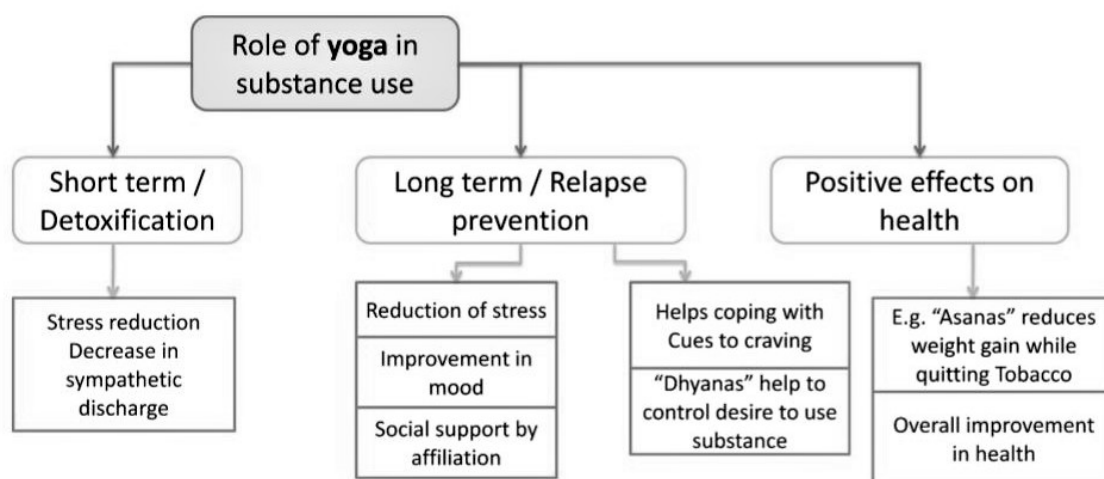 Role of yoga in
substance use
Short term /
Detoxification
Long term / Relapse
prevention
Positive effects on
health
Stress reduction
Decrease in
sympathetic
discharge
Reduction of stress
Improvement in
mood
Social support by
affiliation
Helps coping with
Cues to craving
“Dhyanas” help to
control desire to use
substance
E.g. “Asanas” reduces
weight gain while
quitting Tobacco
Overall improvement
in health